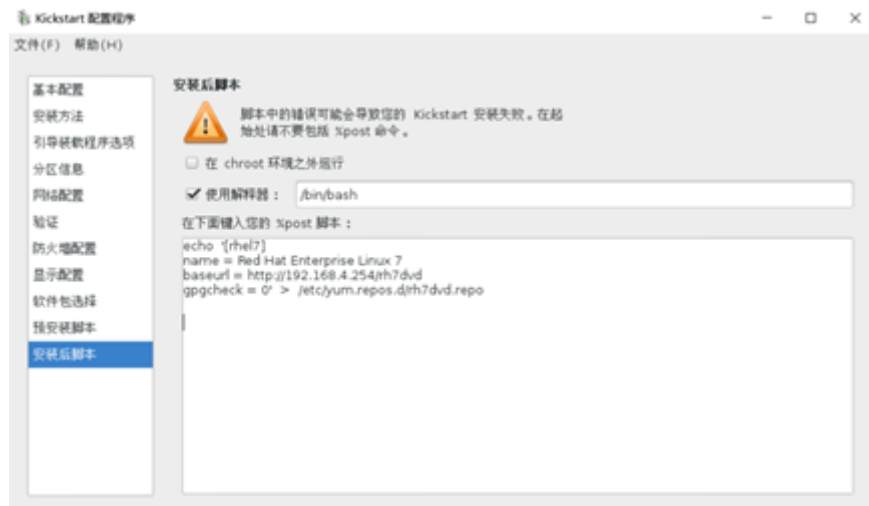 Kickstart 配置程序
文件(F) 帮助(H)
基本配置
安装方法
引导装载程序选项
分区信息
网络配置
验证
防火墙配置
显示配置
软件包选择
预安装脚本
安装后脚本
安装后脚本
脚本中的错误可能会导致您的 Kickstart 安装失败。在起
始处请不要包括 %post 命令。
在 chroot 环境之外运行
使用解释器： /bin/bash
在下面键入您的 %post 脚本：
echo '[rhel7]
name = Red Hat Enterprise Linux 7
baseurl = http://192.168.4.254/rh7dvd
gpgcheck = 0' > /etc/yum.repos.d/rh7dvd.repo